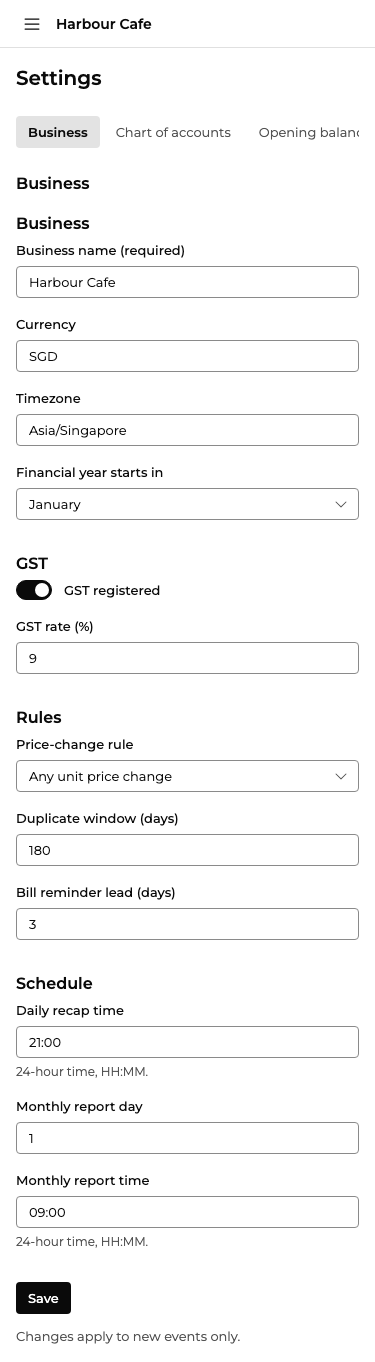 Harbour Cafe
Settings
Business Chart of accounts Opening balanc
Business
Business
Business name (required)
Harbour Cafe
Currency
SGD
Timezone
Asia/Singapore
Financial year starts in
January
GST
GST registered
GST rate (%)
9
Rules
Price-change rule
Any unit price change
Duplicate window (days)
180
Bill reminder lead (days)
3
Schedule
Daily recap time
21:00
24-hour time, HH:MM.
Monthly report day
1
Monthly report time
09:00
24-hour time, HH:MM.
Save
Changes apply to new events only.